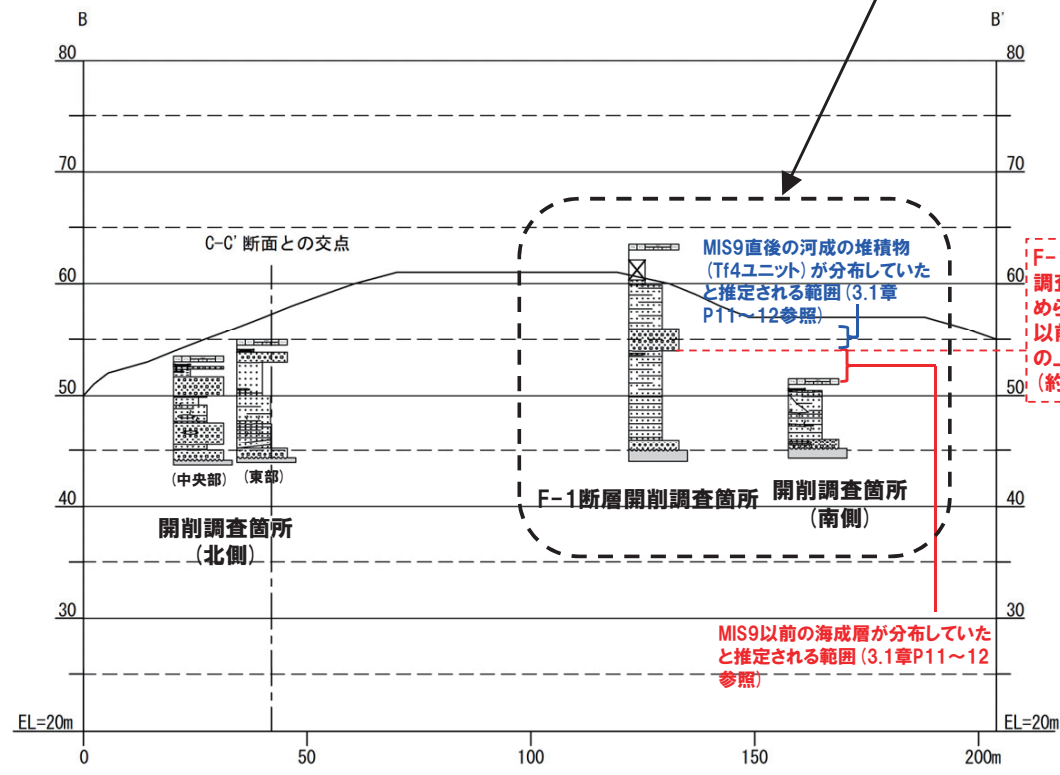 B
B'
80
80
70
70
C-C' 断面との交点
MIS9直後の河成の堆積物
(Tf4ユニット)が分布していた
と推定される範囲(3.1章
P11～12参照)
F-
調査
めら
以前
の上
(約
60
60
50
50
(中央部)
(東部)
開削調査箇所
(北側)
F-1断層開削調査箇所
開削調査箇所
(南側)
40
40
30
30
MIS9以前の海成層が分布していた
と推定される範囲(3.1章P11～12
参照)
EL=20m
EL=20m
0
50
100
150
200m